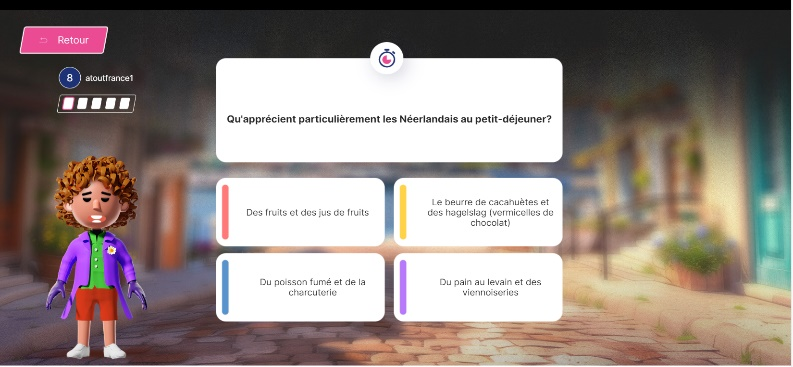 Retour
8 atoutfrance1
Qu'apprécient particulièrement les Néerlandais au petit-déjeuner?
Des fruits et des jus de fruits
Le beurre de cacahuètes et
des hagelslag (vermicelles de
chocolat)
Du poisson fumé et de la
charcuterie
Du pain au levain et des
viennoiseries